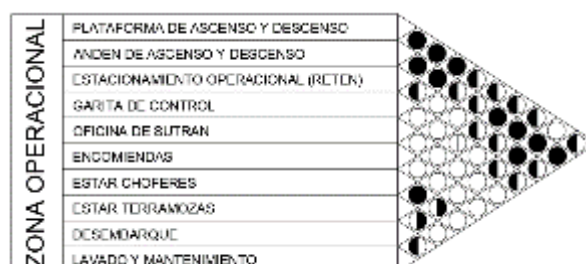 ZONA OPERACIONAL
PLATAFORMA DE ASCENSO Y DESCENSO
ANDEN DE ASCENSO Y DESCENSO
ESTACIONAMIENTO OPERACIONAL (RETEN)
GARITA DE CONTROL
OFICINA DE SUTRAN
ENCOMIENDAS
ESTAR CHOFERES
ESTAR TERRAMOZAS
DESEMBARQUE
LAVADO Y MANTENIMIENTO